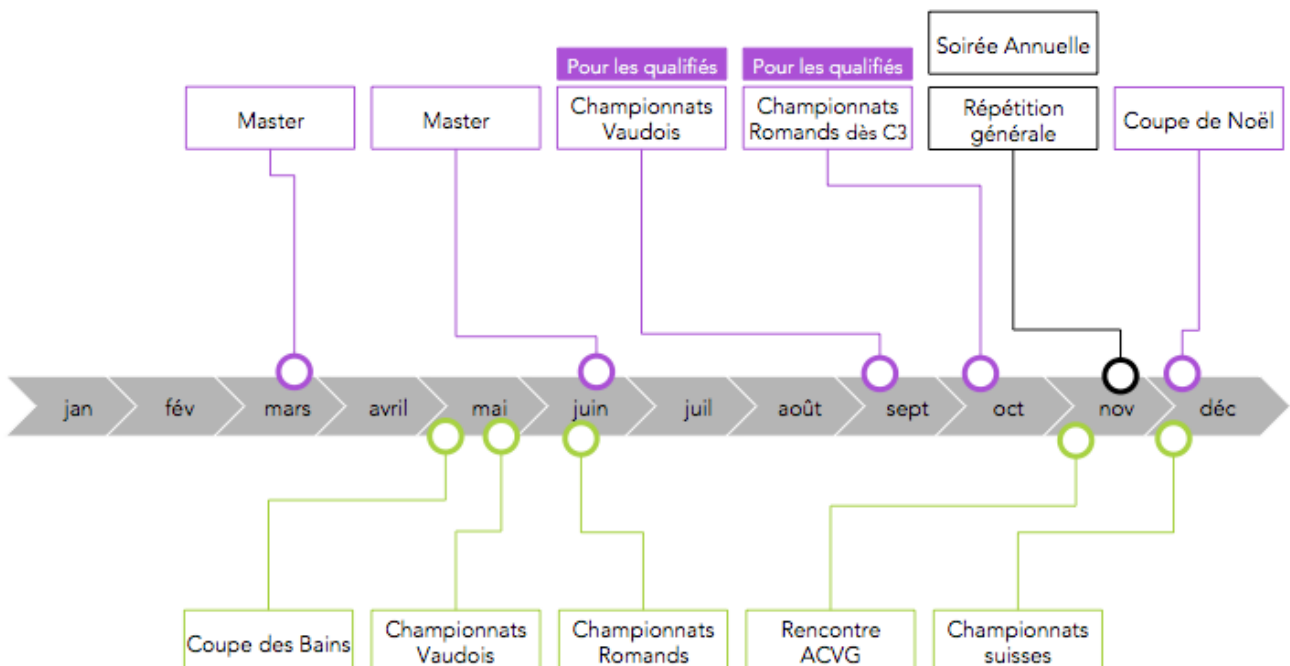 Soirée Annuelle
Pour les qualifiés
Pour les qualifiés
Master
Master
Championnats
Vaudois
Championnats
Romands dès C3
Répétition
générale
Coupe de Noël
jan
fév
mars
avril
mai
juin
juil
août
sept
oct
nov
déc
Coupe des Bains
Championnats
Vaudois
Championnats
Romands
Rencontre
ACVG
Championnats
suisses